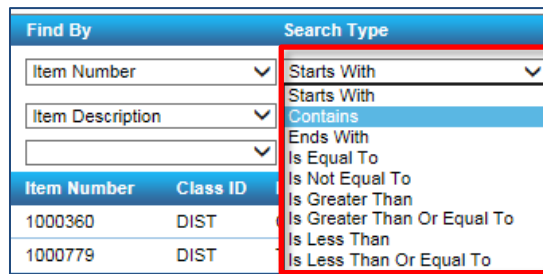 Find By Search Type
Item Number Starts With
Starts With
Item Description Contains
Ends With
Is Equal To
Item Number Class ID Is Not Equal To
Is Greater Than
1000360 DIST Is Greater Than Or Equal To
Is Less Than
1000779 DIST Is Less Than Or Equal To